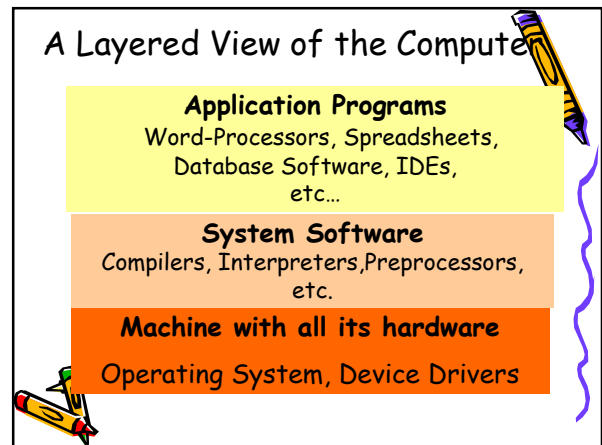 A Layered View of the Compute
Application Programs
Word-Processors, Spreadsheets,
Database Software, IDEs,
etc…
System Software
Compilers, Interpreters,Preprocessors,
etc.
Machine with all its hardware
Operating System, Device Drivers